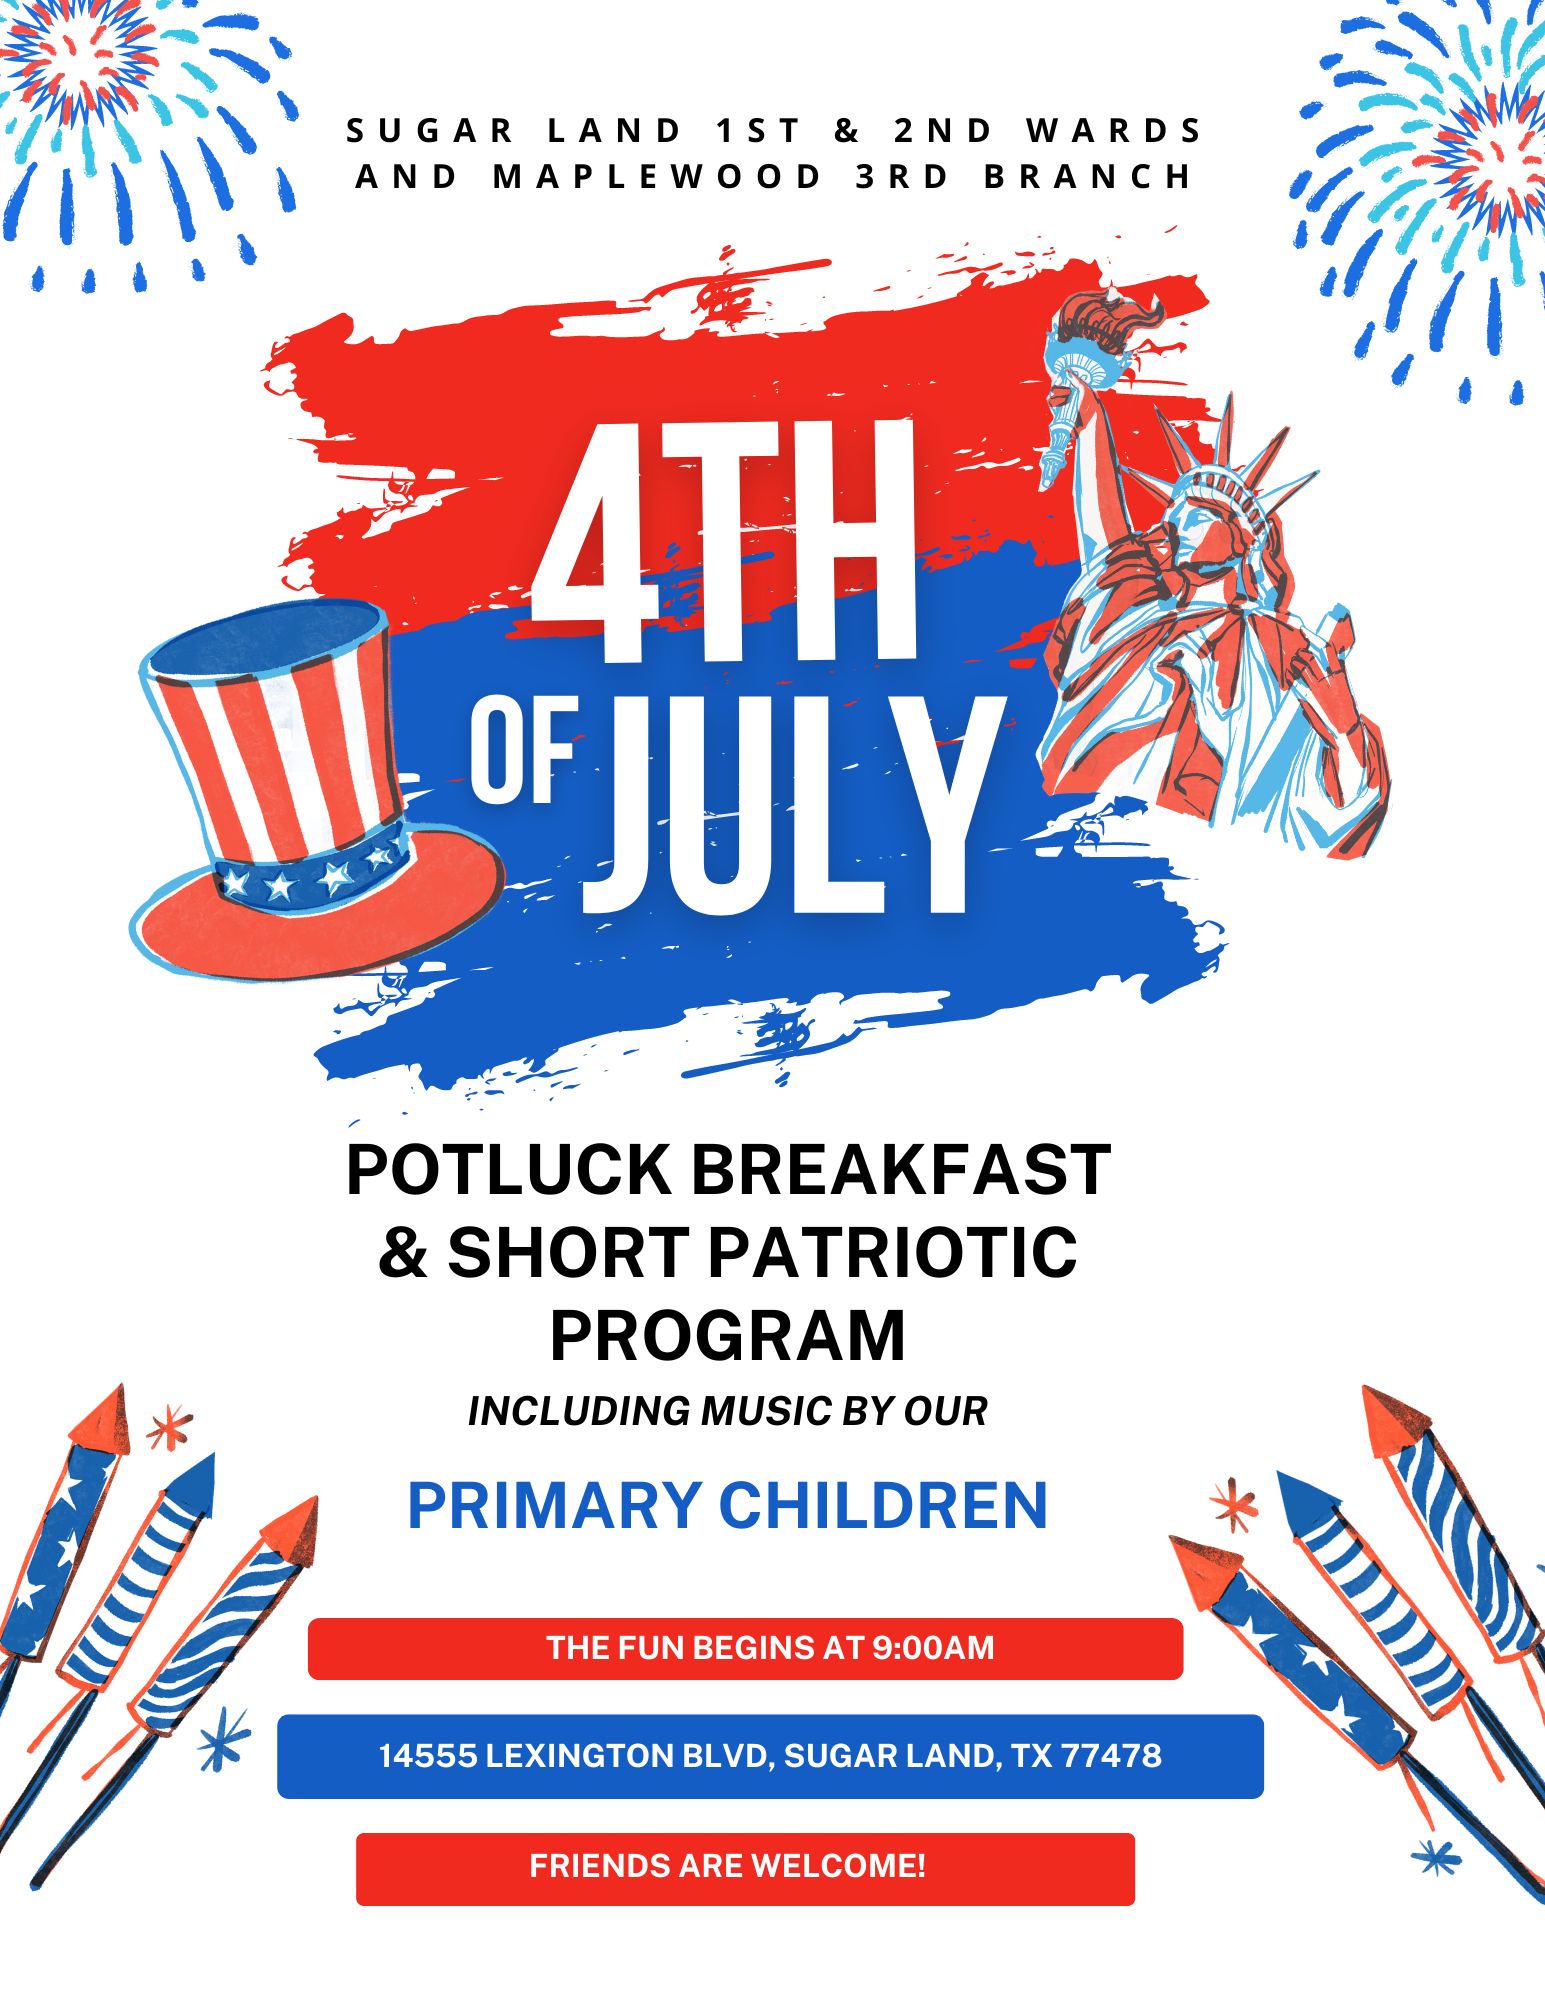 SUGAR LAND 1ST & 2ND WARDS
AND MAPLEWOOD 3RD BRANCH
4TH
OF JULY
POTLUCK BREAKFAST
& SHORT PATRIOTIC
PROGRAM
INCLUDING MUSIC BY OUR
PRIMARY CHILDREN
THE FUN BEGINS AT 9:00AM
14555 LEXINGTON BLVD, SUGAR LAND, TX 77478
FRIENDS ARE WELCOME!